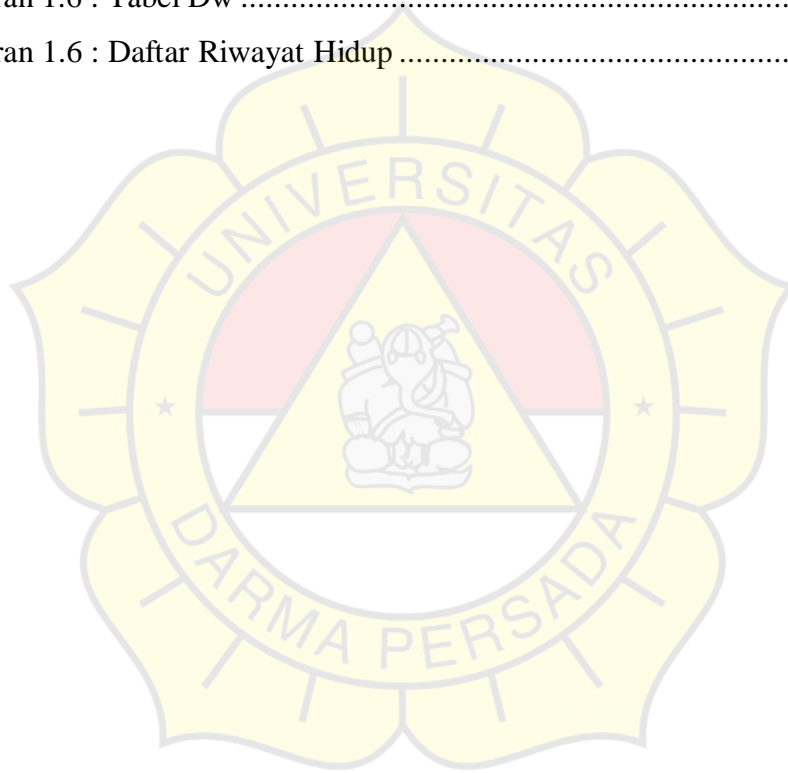 ran 1.6 : Tabel Dw ..................................................................
ran 1.6 : Daftar Riwayat Hidup ...............................................
UNIVERSITAS
DARMA PERSADA